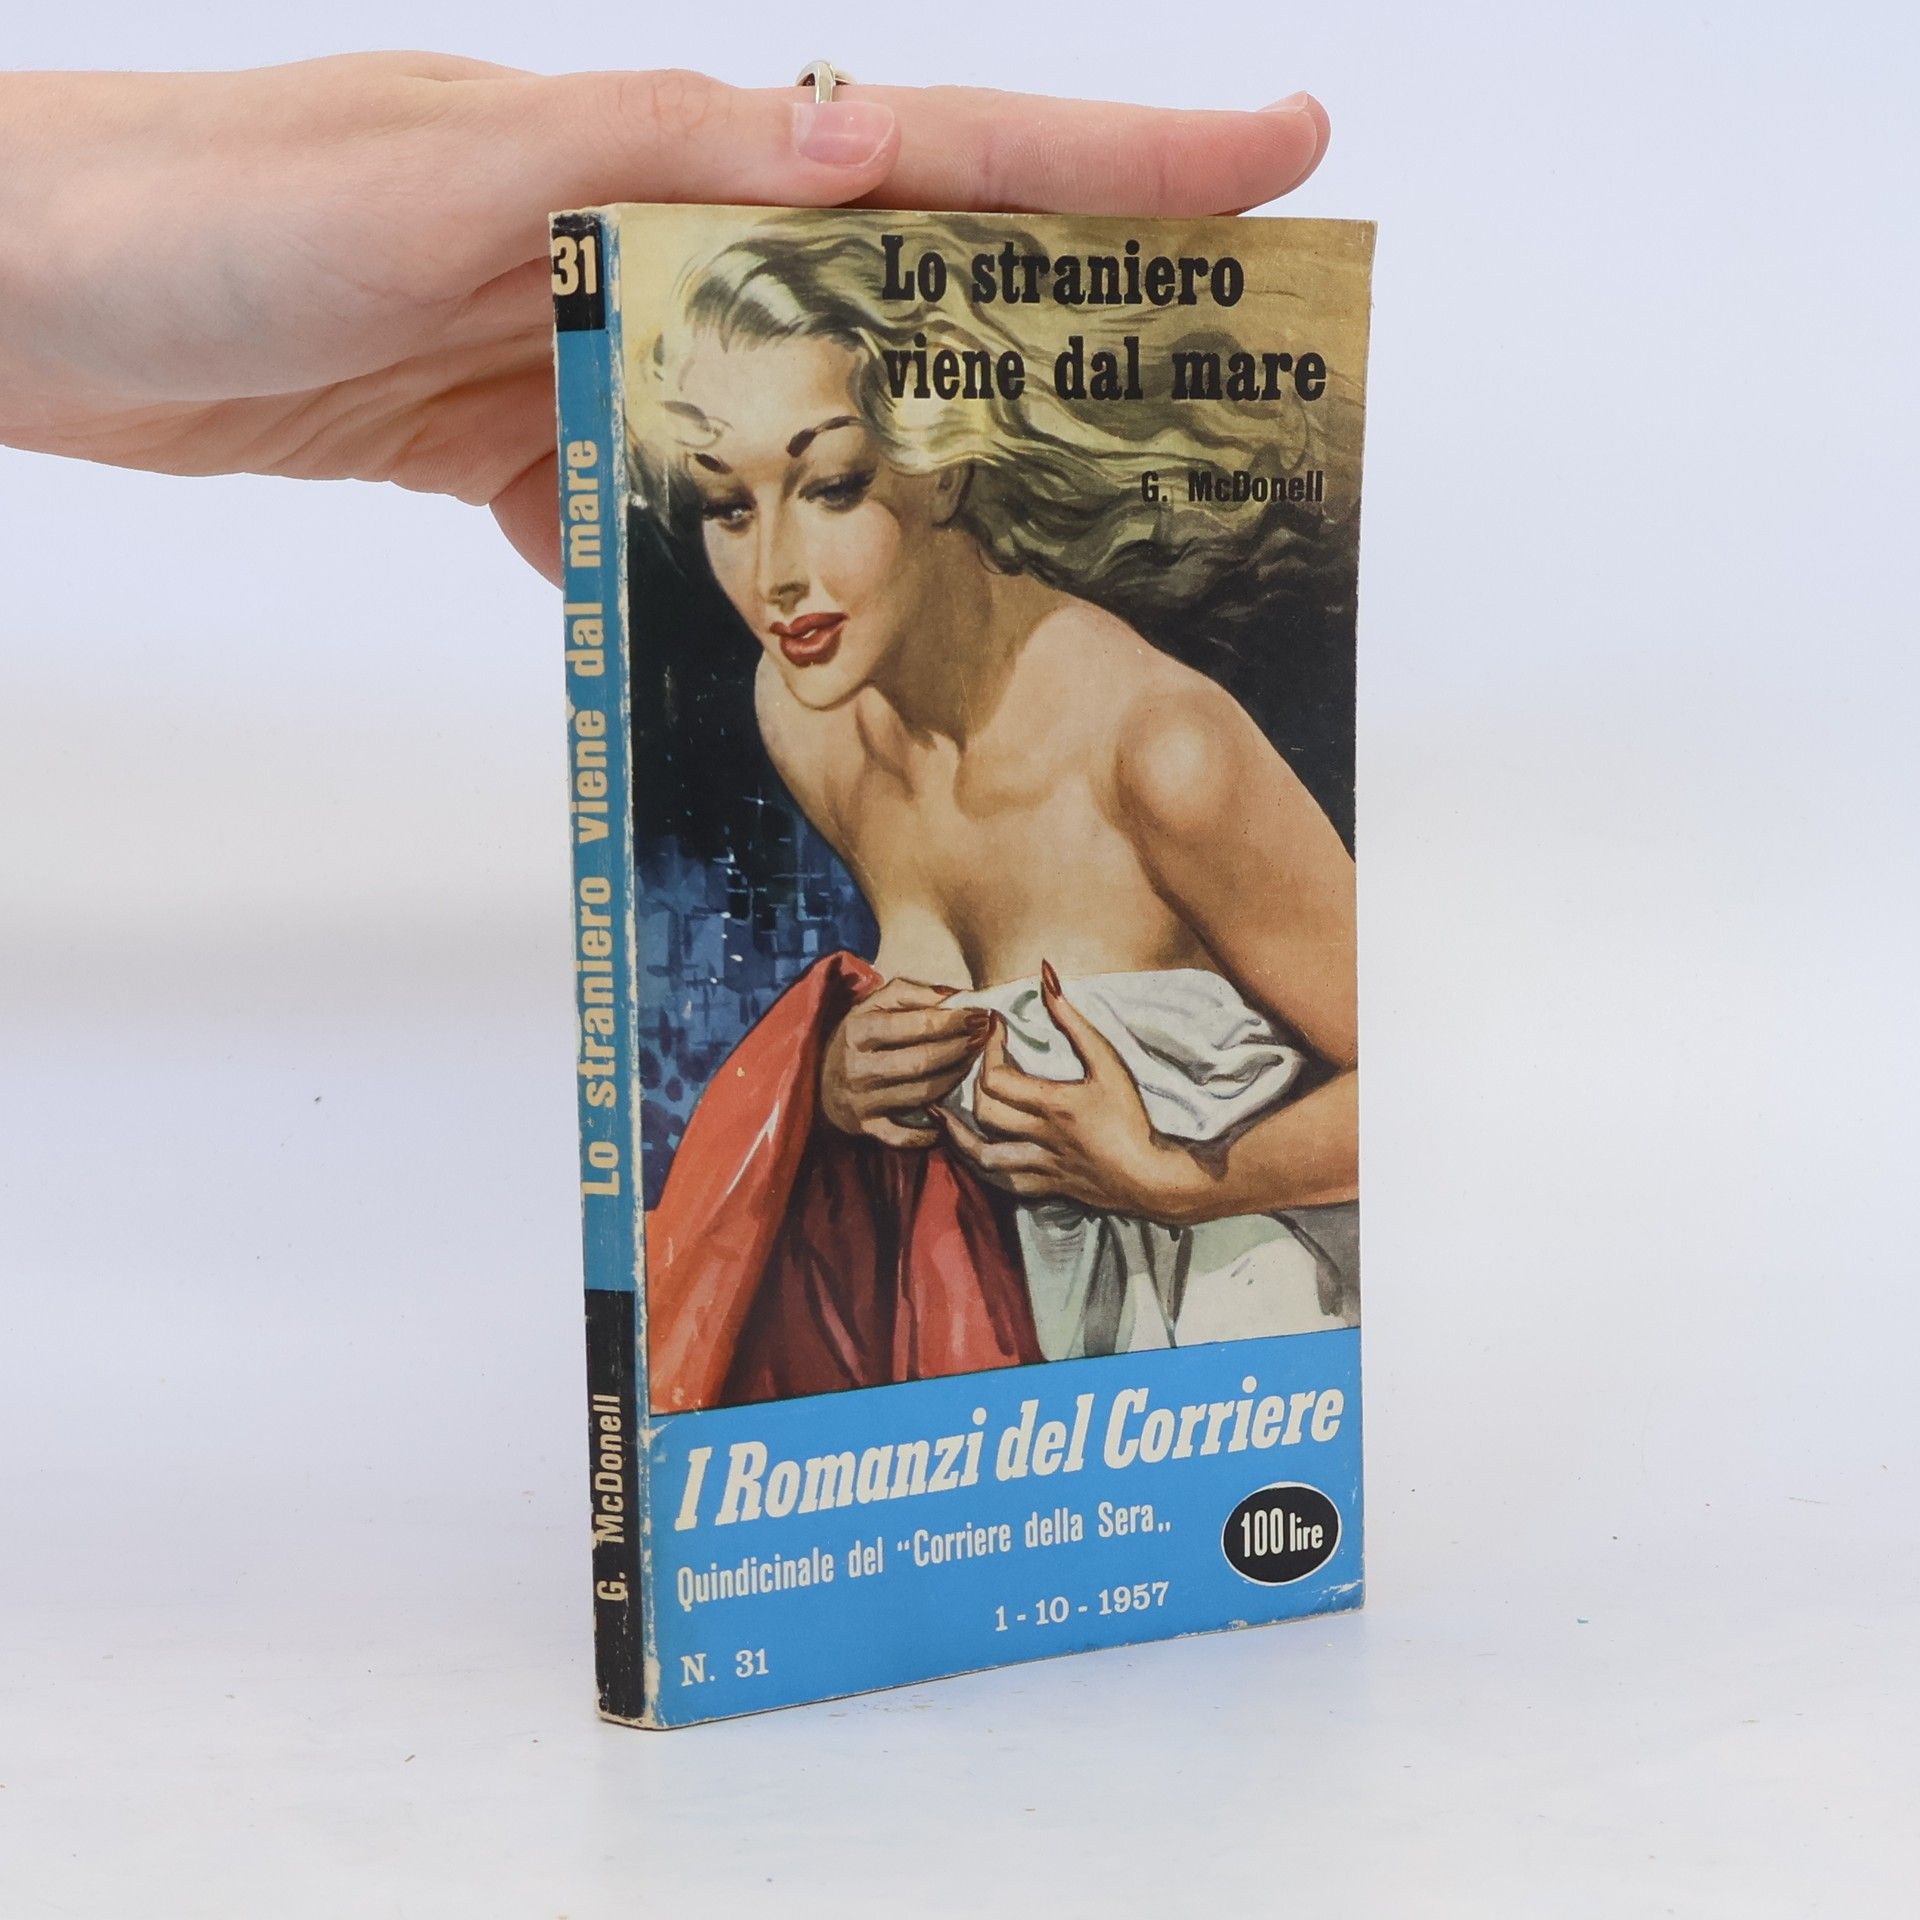 31
Lo straniero viene dal mare
G. McDonell
Lo straniero
viene dal mare
G. McDonell
I Romanzi del Corriere
Quindicinale del “Corriere della Sera„
100 lire
1 - 10 - 1957
N. 31